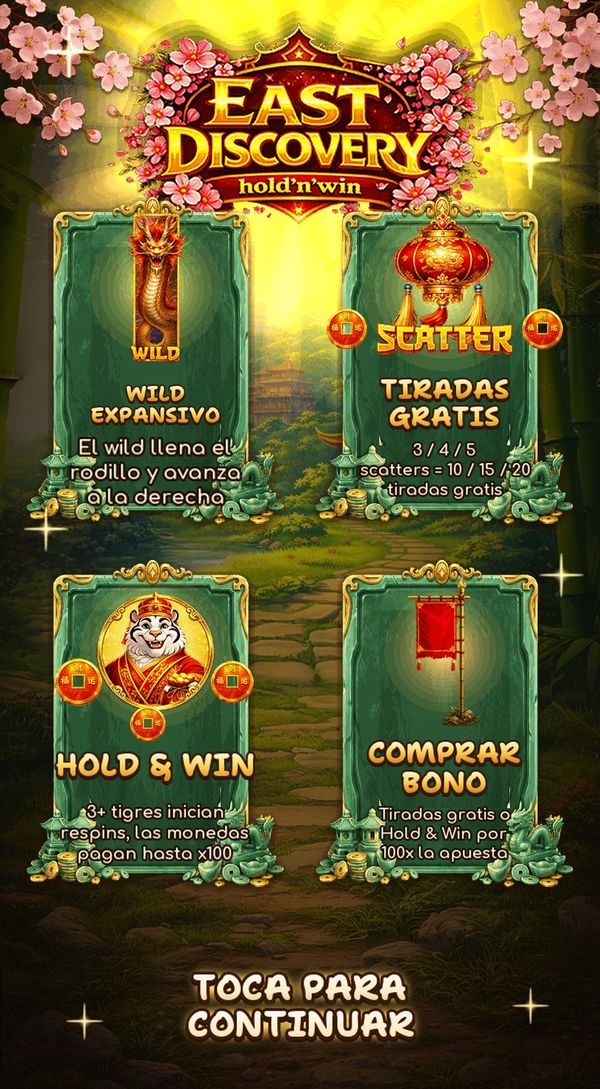 EAST
DISCOVERY
hold'n'win
WILD
WILD
EXPANSIVO
El wild llena el
rodillo y avanza
a la derecha
SCATTER
TIRADAS
GRATIS
3 / 4 / 5
scatters = 10 / 15 / 20
tiradas gratis
HOLD & WIN
3+ tigres inician
respins, las monedas
pagan hasta x100
COMPRAR
BONO
Tiradas gratis o
Hold & Win por
100x la apuesta
TOCA PARA
CONTINUAR